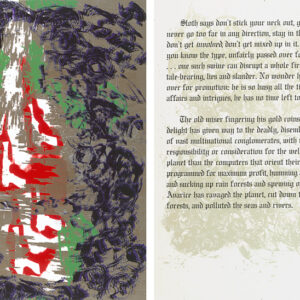 Sloth says don't stick your neck out,
never go too far in any direction, stay in th
don't get involved don't get mixed up in it.
you know the type, unfairly passed over fo
. . . one such swine can disrupt a whole fir
tale-bearing, lies and slander. No wonder h
over for promotion: he is so busy all the ti
affairs and intrigues, he has no time left to
The old miser fingering his gold coins
delight has given way to the deadly, disen
of vast multinational conglomerates, with
responsibility or consideration for the wel
planet than the computers that orient their
programmed for maximum profit, humming
and sucking up rain forests and spewing o
Avarice has ravaged the planet, cut down t
forests, and polluted the seas and rivers.